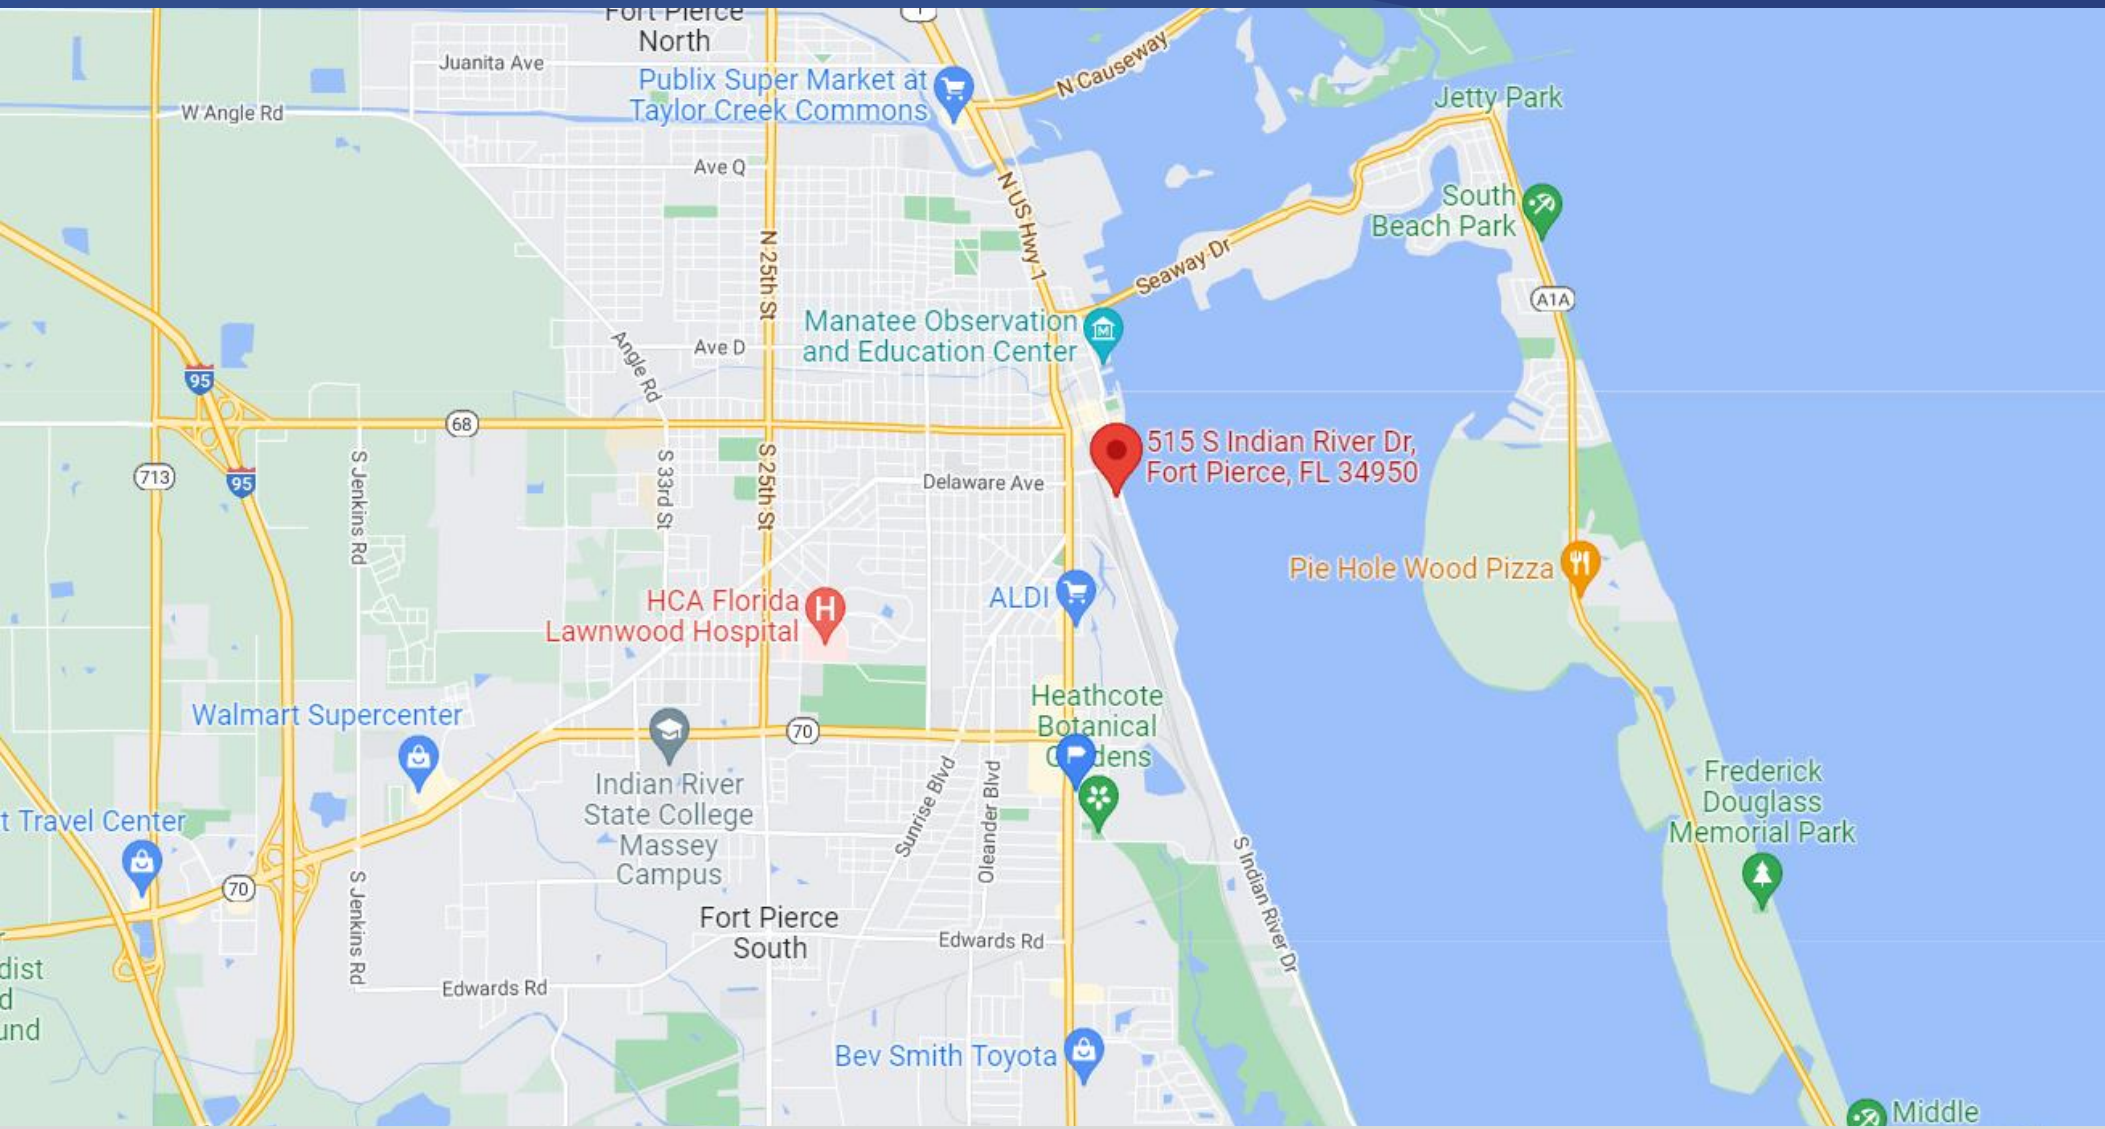 Fort Pierce
North
1
Juanita Ave
N Causeway
Publix Super Market at
Taylor Creek Commons
Jetty Park
W Angle Rd
Ave Q
N US Hwy 1
South
Beach Park
N 25th St
Seaway Dr
A1A
Manatee Observation
and Education Center
Ave D
Angle Rd
95
68
515 S Indian River Dr,
Fort Pierce, FL 34950
713
95
S Jenkins Rd
S 33rd St
S 25th St
Delaware Ave
Pie Hole Wood Pizza
HCA Florida
Lawnwood Hospital
H
ALDI
Walmart Supercenter
70
Heathcote
Botanical
Gardens
Indian River
State College
Massey
Campus
Sunrise Blvd
Oleander Blvd
Frederick
Douglass
Memorial Park
t Travel Center
70
S Jenkins Rd
S Indian River Dr
Fort Pierce
South
Edwards Rd
dist
d
und
Edwards Rd
Bev Smith Toyota
Middle